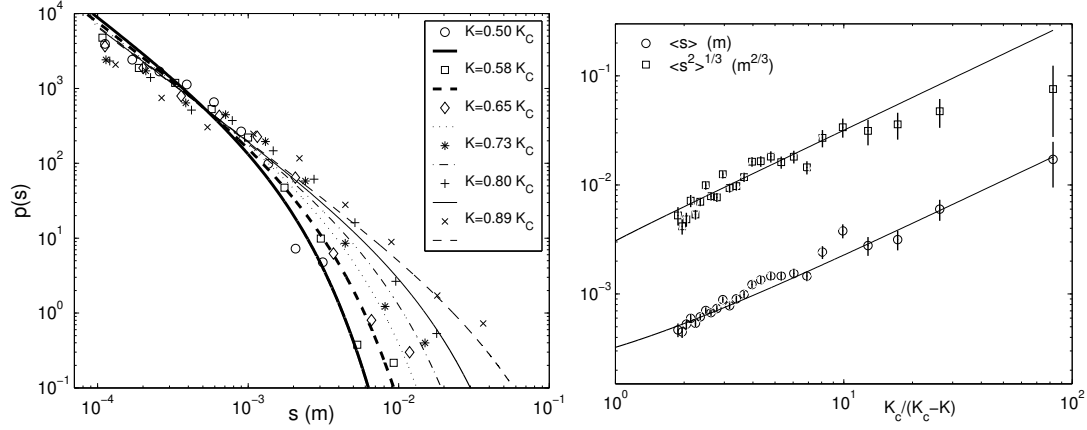 10^4
10^3
10^2
10^1
10^0
10^-1
p(s)
10^-4
10^-3
10^-2
10^-1
s (m)
K=0.50 K_C
K=0.58 K_C
K=0.65 K_C
K=0.73 K_C
K=0.80 K_C
K=0.89 K_C
<s> (m)
<s^2>^1/3 (m^2/3)
10^-1
10^-2
10^-3
10^0
10^1
10^2
K_c/(K_c-K)